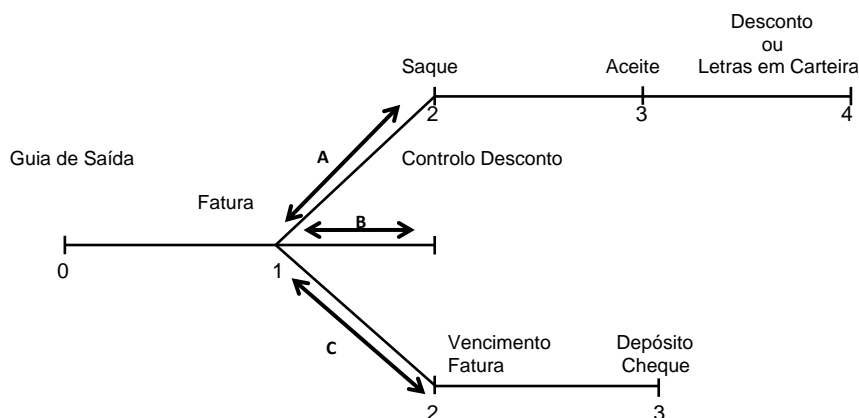 Desconto
ou
Saque
Aceite
Letras em Carteira
2
3
4
Guia de Saída
A
Controlo Desconto
Fatura
B
0
1
C
Vencimento
Fatura
Depósito
Cheque
2
3